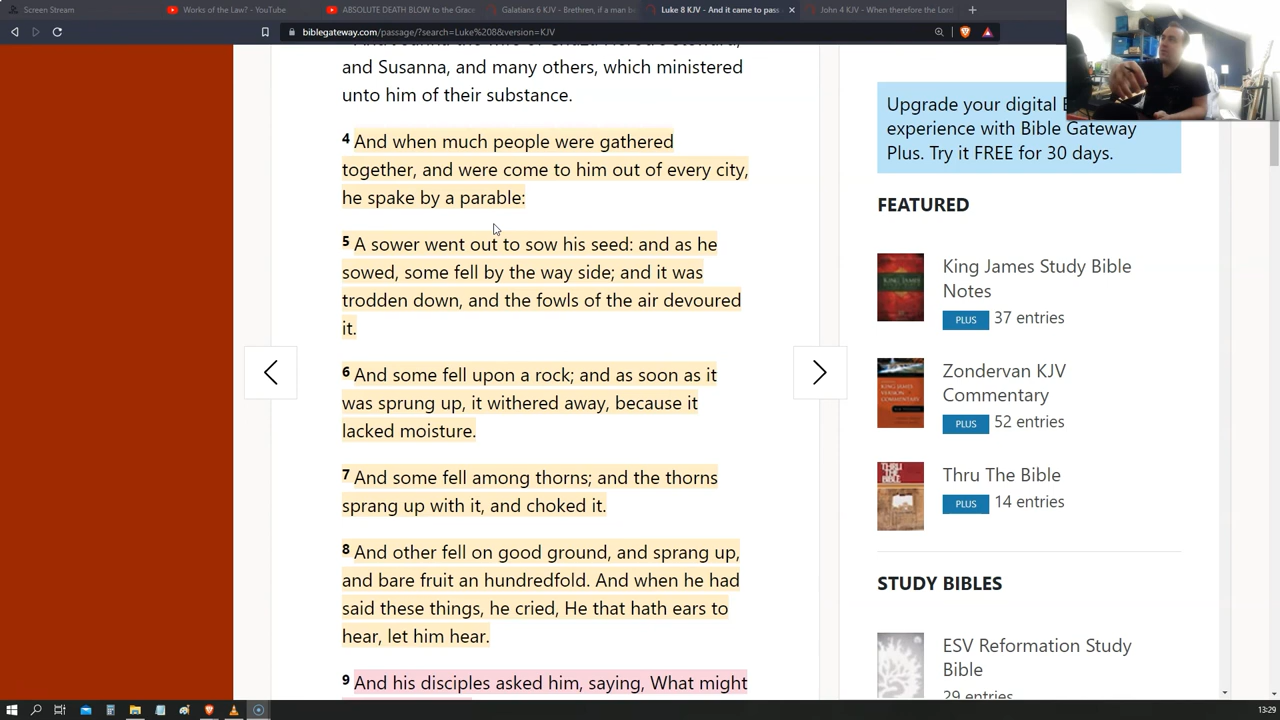 Screen Stream
Works of the Law? - YouTube
ABSOLUTE DEATH BLOW to the Grace
Galatians 6 KJV - Brethren, if a man b
Luke 8 KJV - And it came to pass
John 4 KJV - When therefore the Lord
biblegateway.com/passage/?search=Luke%208&version=KJV
and Susanna, and many others, which ministered
unto him of their substance.
4 And when much people were gathered
together, and were come to him out of every city,
he spake by a parable:
5 A sower went out to sow his seed: and as he
sowed, some fell by the way side; and it was
trodden down, and the fowls of the air devoured
it.
6 And some fell upon a rock; and as soon as it
was sprung up, it withered away, because it
lacked moisture.
7 And some fell among thorns; and the thorns
sprang up with it, and choked it.
8 And other fell on good ground, and sprang up,
and bare fruit an hundredfold. And when he had
said these things, he cried, He that hath ears to
hear, let him hear.
9 And his disciples asked him, saying, What might
Upgrade your digital
experience with Bible Gateway
Plus. Try it FREE for 30 days.
FEATURED
King James Study Bible
Notes
PLUS 37 entries
Zondervan KJV
Commentary
PLUS 52 entries
Thru The Bible
PLUS 14 entries
STUDY BIBLES
ESV Reformation Study
Bible
29 entries
13:29